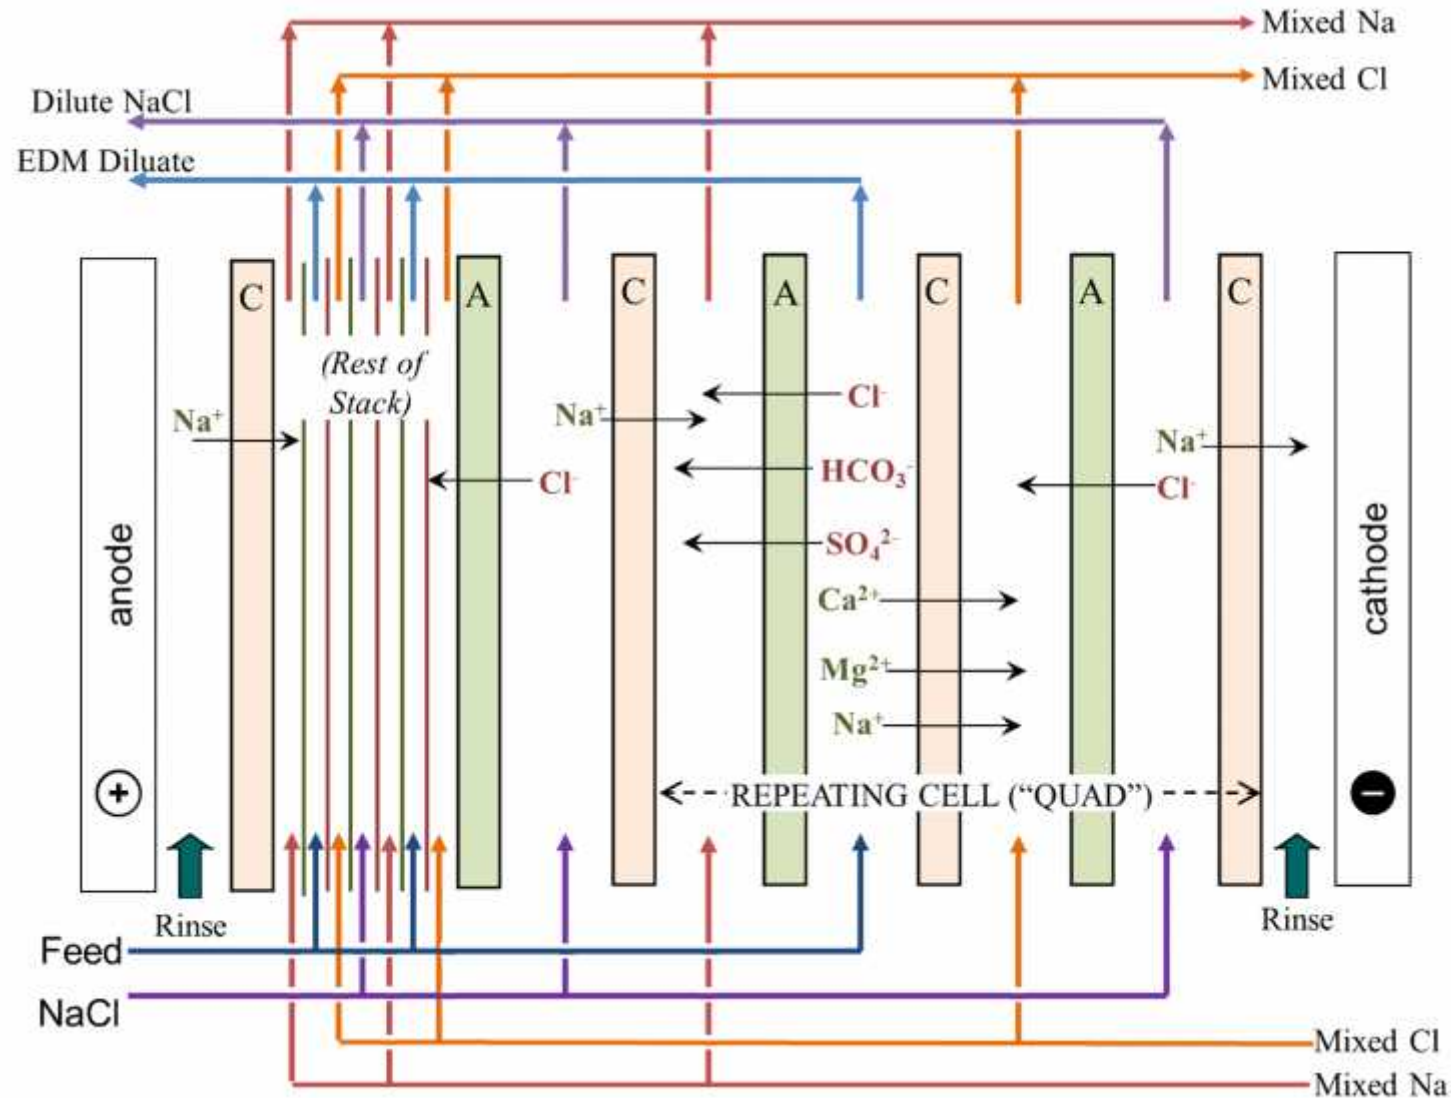 Mixed Na
Mixed Cl
Dilute NaCl
EDM Diluate
C
A
C
A
C
A
C
(Rest of
Stack)
Na⁺
Cl⁻
Na⁺
Cl⁻
HCO₃⁻
SO₄²⁻
Ca²⁺
Mg²⁺
Na⁺
Na⁺
Cl⁻
anode
cathode
+
−
REPEATING CELL (“QUAD”)
Rinse
Rinse
Feed
NaCl
Mixed Cl
Mixed Na